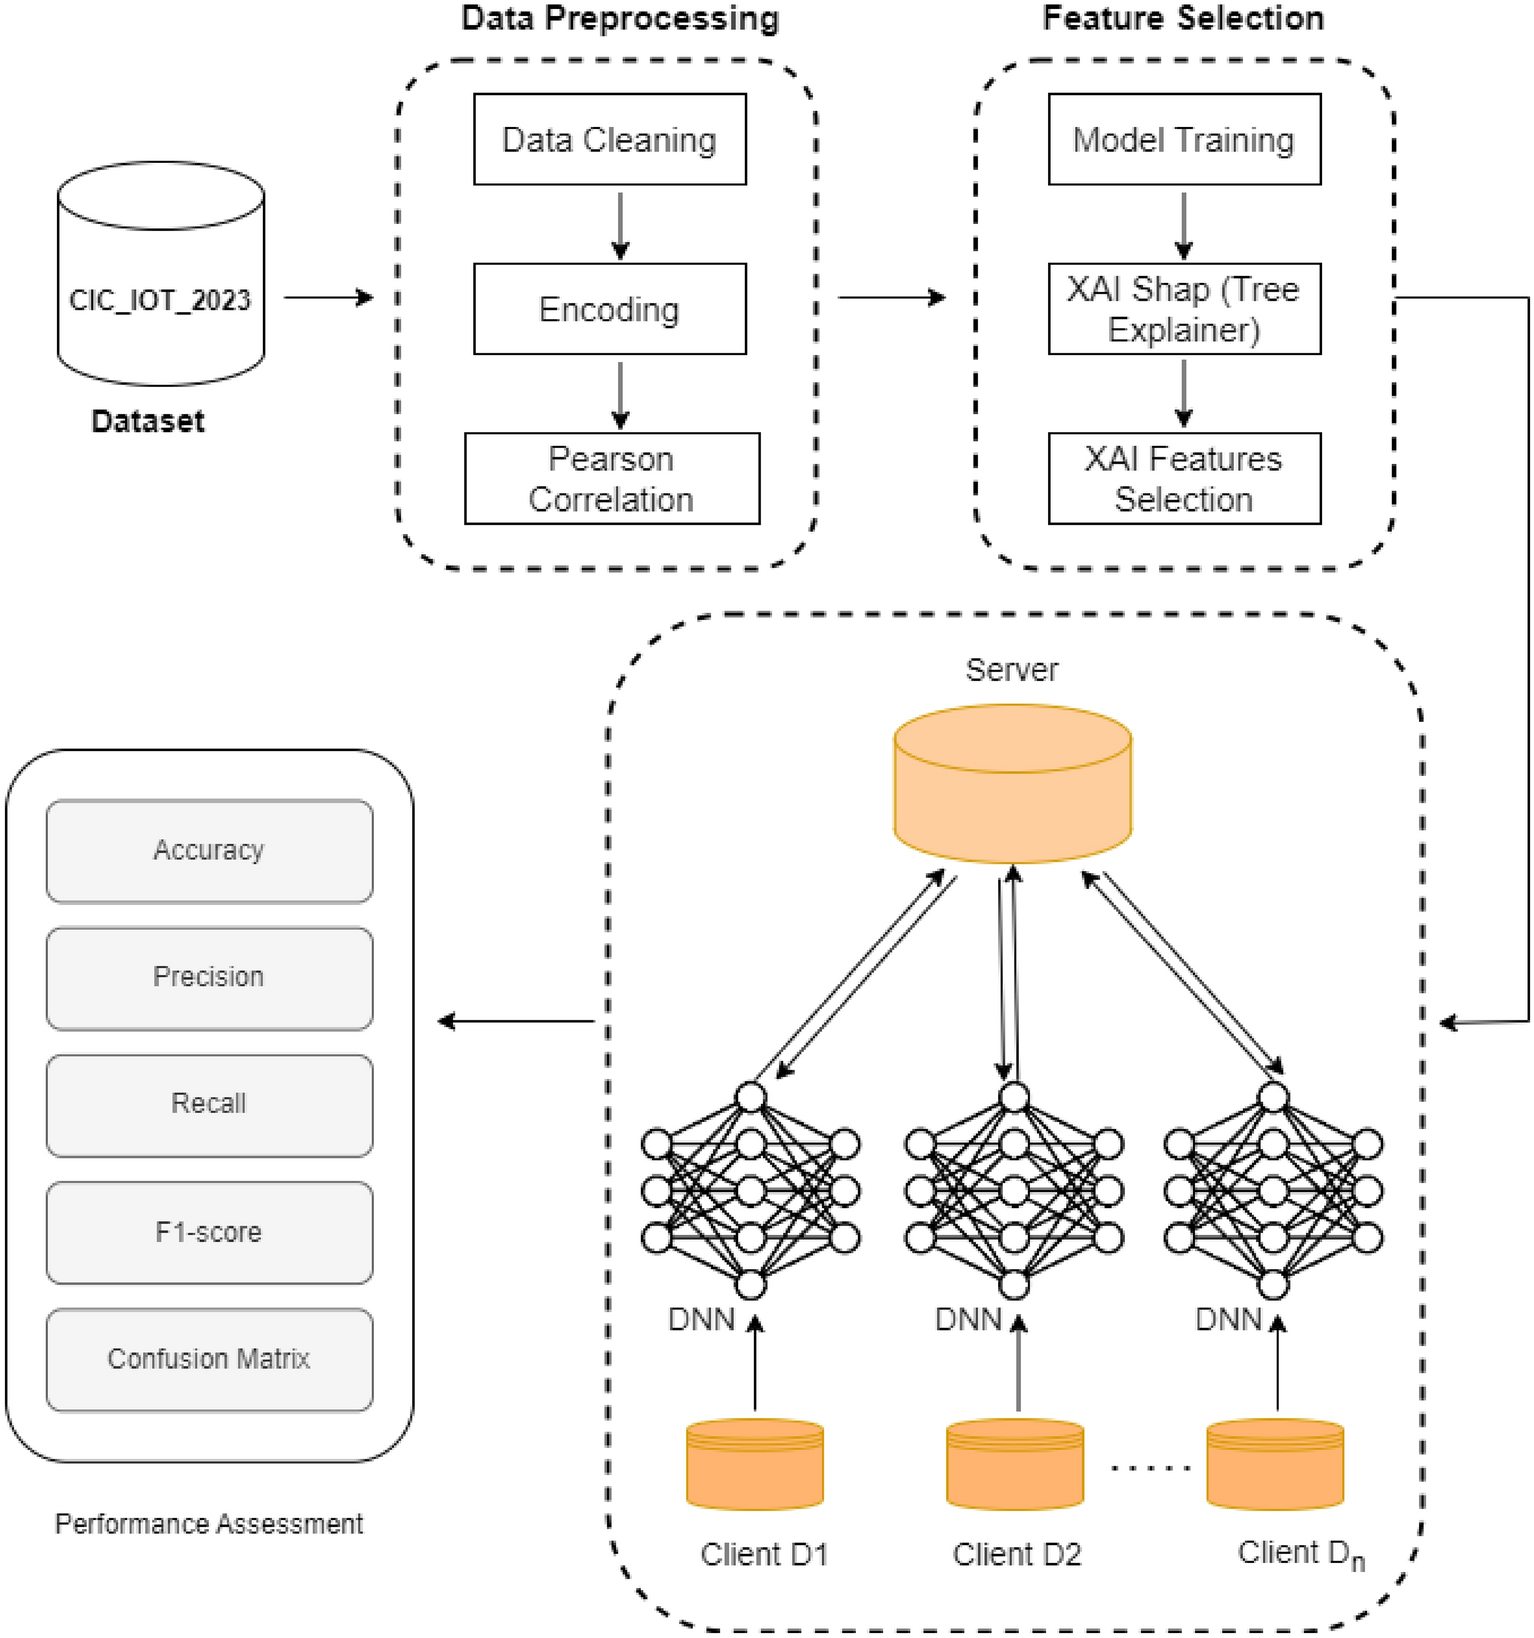 Data Preprocessing
Feature Selection
Data Cleaning
Encoding
Pearson
Correlation
Model Training
XAI Shap (Tree
Explainer)
XAI Features
Selection
CIC_IOT_2023
Dataset
Server
DNN
DNN
DNN
Client D1
Client D2
.....
Client Dn
Accuracy
Precision
Recall
F1-score
Confusion Matrix
Performance Assessment